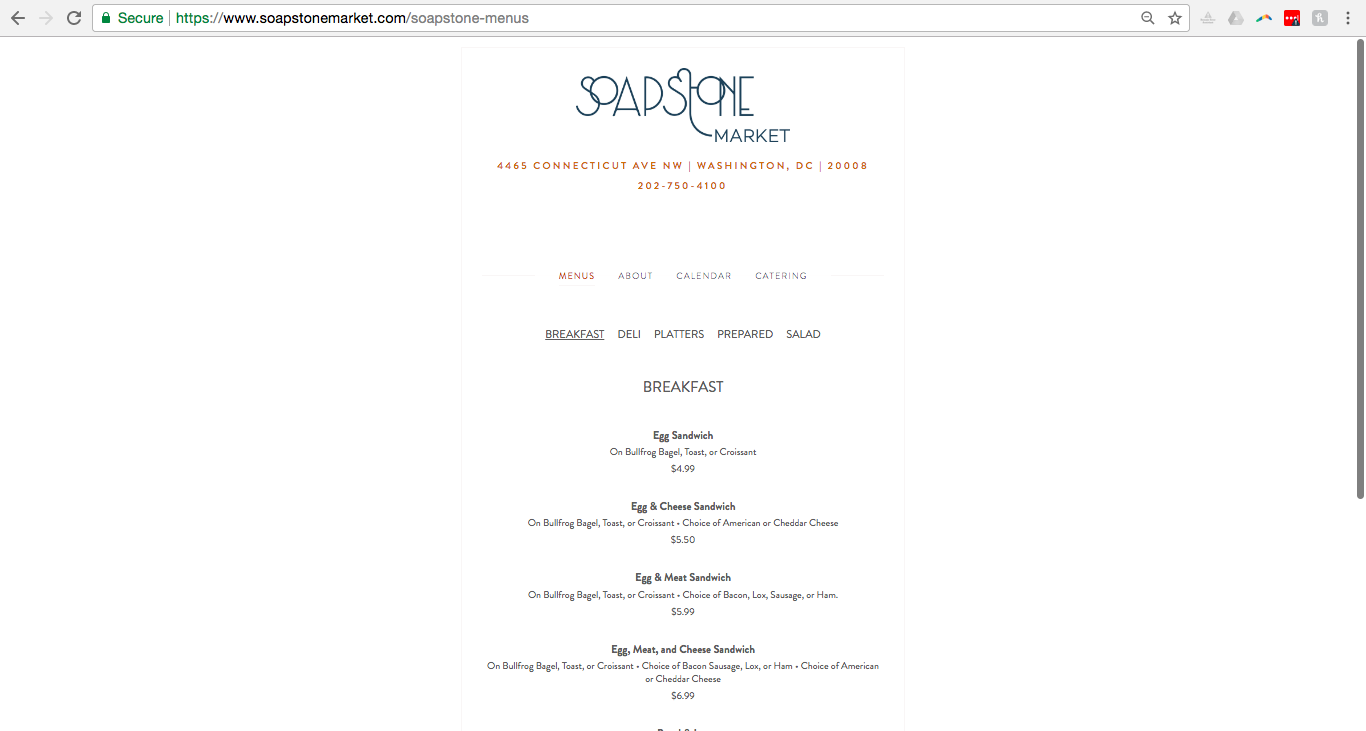 Secure https://www.soapstonemarket.com/soapstone-menus
SOAPSTONE
MARKET
4465 CONNECTICUT AVE NW | WASHINGTON, DC | 20008
202-750-4100
MENUS ABOUT CALENDAR CATERING
BREAKFAST DELI PLATTERS PREPARED SALAD
BREAKFAST
Egg Sandwich
On Bullfrog Bagel, Toast, or Croissant
$4.99
Egg & Cheese Sandwich
On Bullfrog Bagel, Toast, or Croissant • Choice of American or Cheddar Cheese
$5.50
Egg & Meat Sandwich
On Bullfrog Bagel, Toast, or Croissant • Choice of Bacon, Lox, Sausage, or Ham.
$5.99
Egg, Meat, and Cheese Sandwich
On Bullfrog Bagel, Toast, or Croissant • Choice of Bacon Sausage, Lox, or Ham • Choice of American
or Cheddar Cheese
$6.99